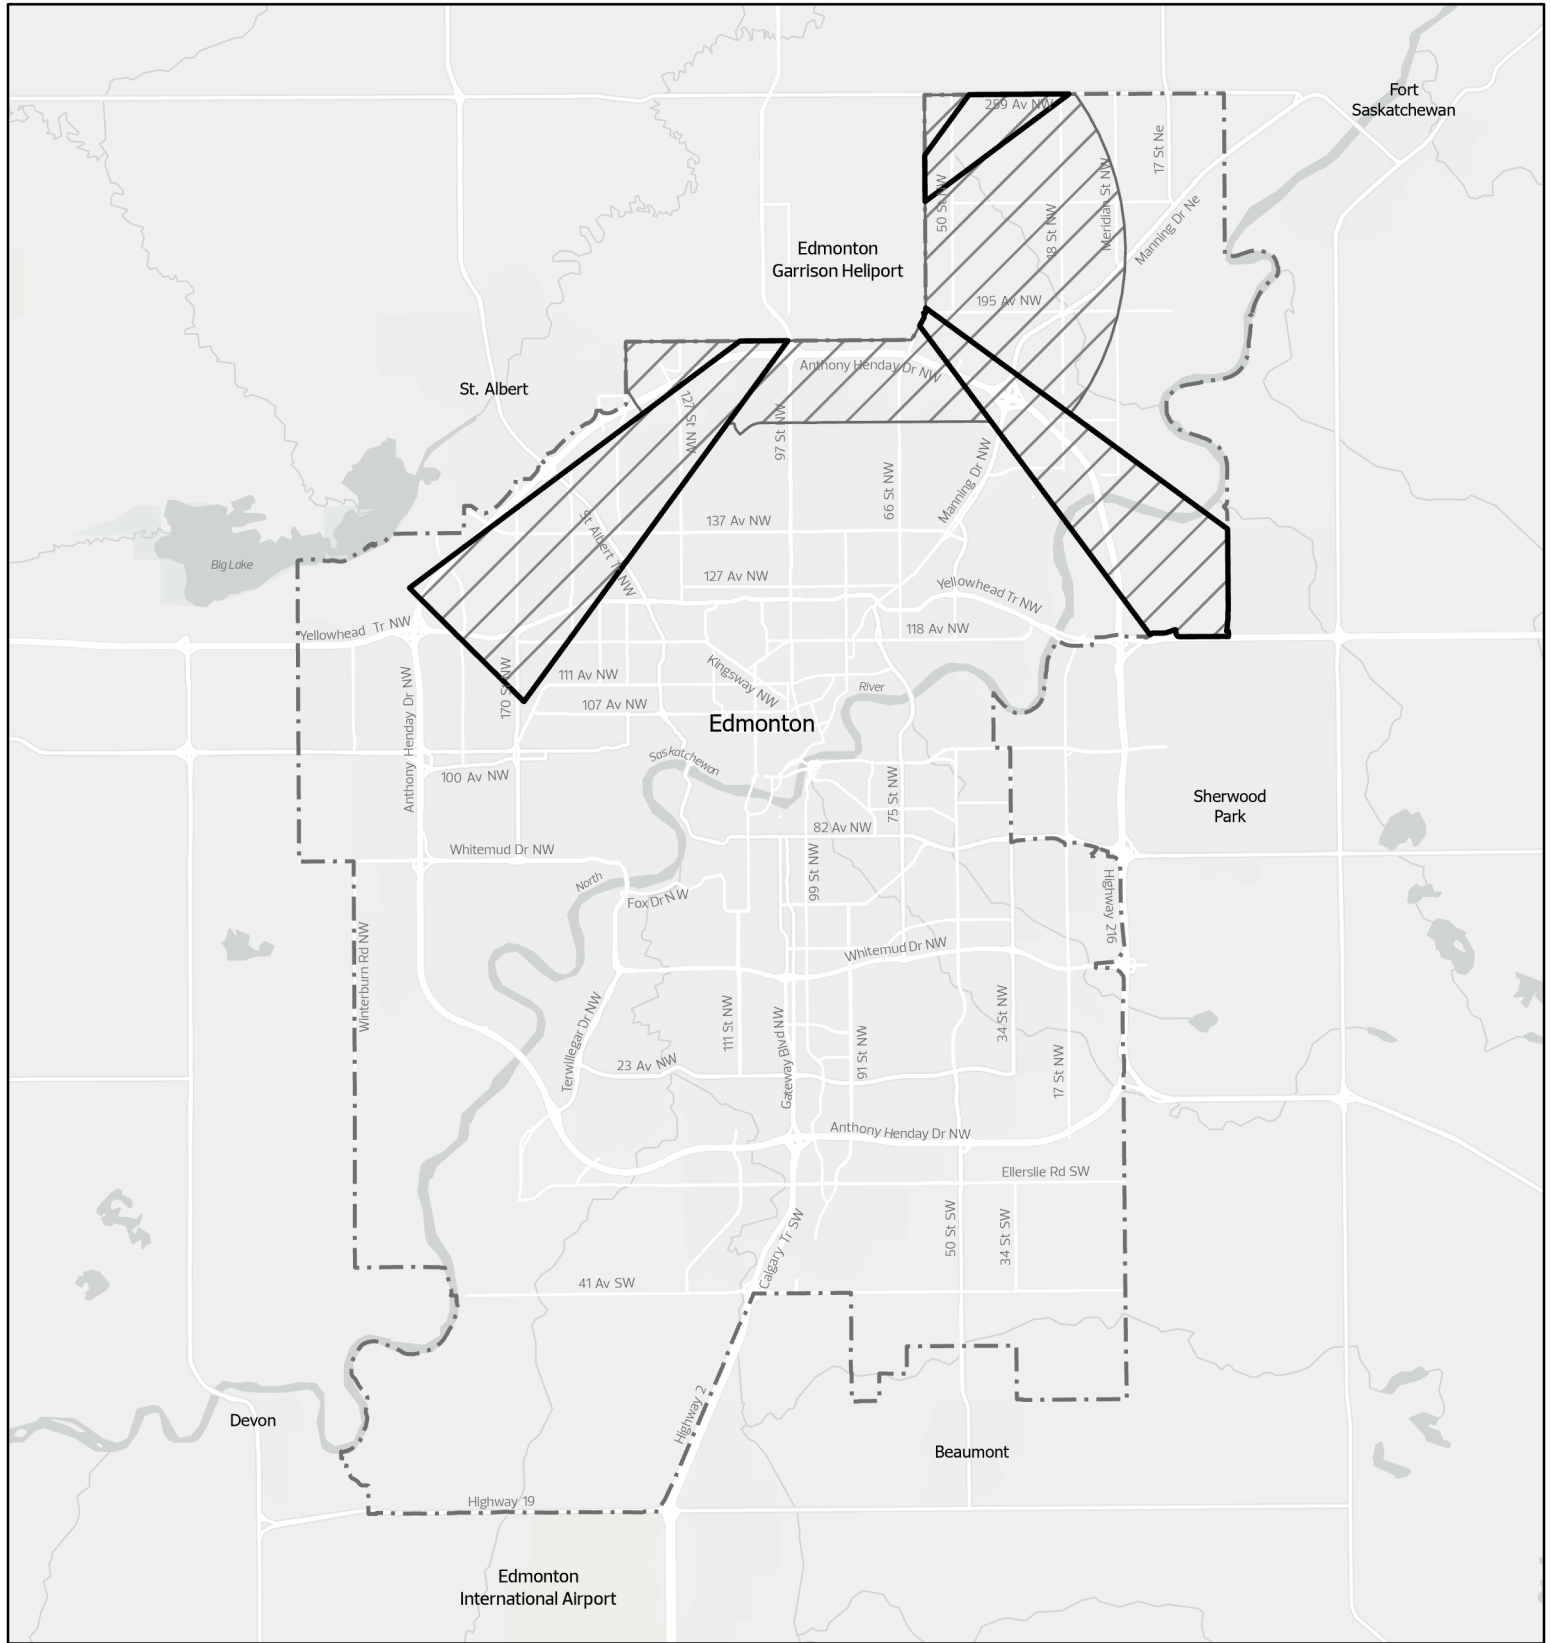 Fort
Saskatchewan
259 Av NW
17 St Ne
50 St NW
Meridian St NW
18 St NW
Manning Dr Ne
Edmonton
Garrison Heliport
195 Av NW
Anthony Henday Dr NW
St. Albert
127 St NW
97 St NW
66 St NW
Manning Dr NW
St Albert Tr NW
137 Av NW
Big Lake
127 Av NW
Yellowhead Tr NW
Yellowhead Tr NW
118 Av NW
Kingsway NW
111 Av NW
170 St NW
River
107 Av NW
Edmonton
Anthony Henday Dr NW
Saskatchewan
100 Av NW
75 St NW
Sherwood
Park
82 Av NW
Whitemud Dr NW
99 St NW
North
Fox Dr NW
Highway 216
Winterburn Rd NW
Whitemud Dr NW
Terwillegar Dr NW
111 St NW
Gateway Blvd NW
91 St NW
34 St NW
17 St NW
23 Av NW
Anthony Henday Dr NW
Ellerslie Rd SW
50 St SW
34 St SW
Calgary Tr SW
41 Av SW
Highway 2
Devon
Beaumont
Highway 19
Edmonton
International Airport